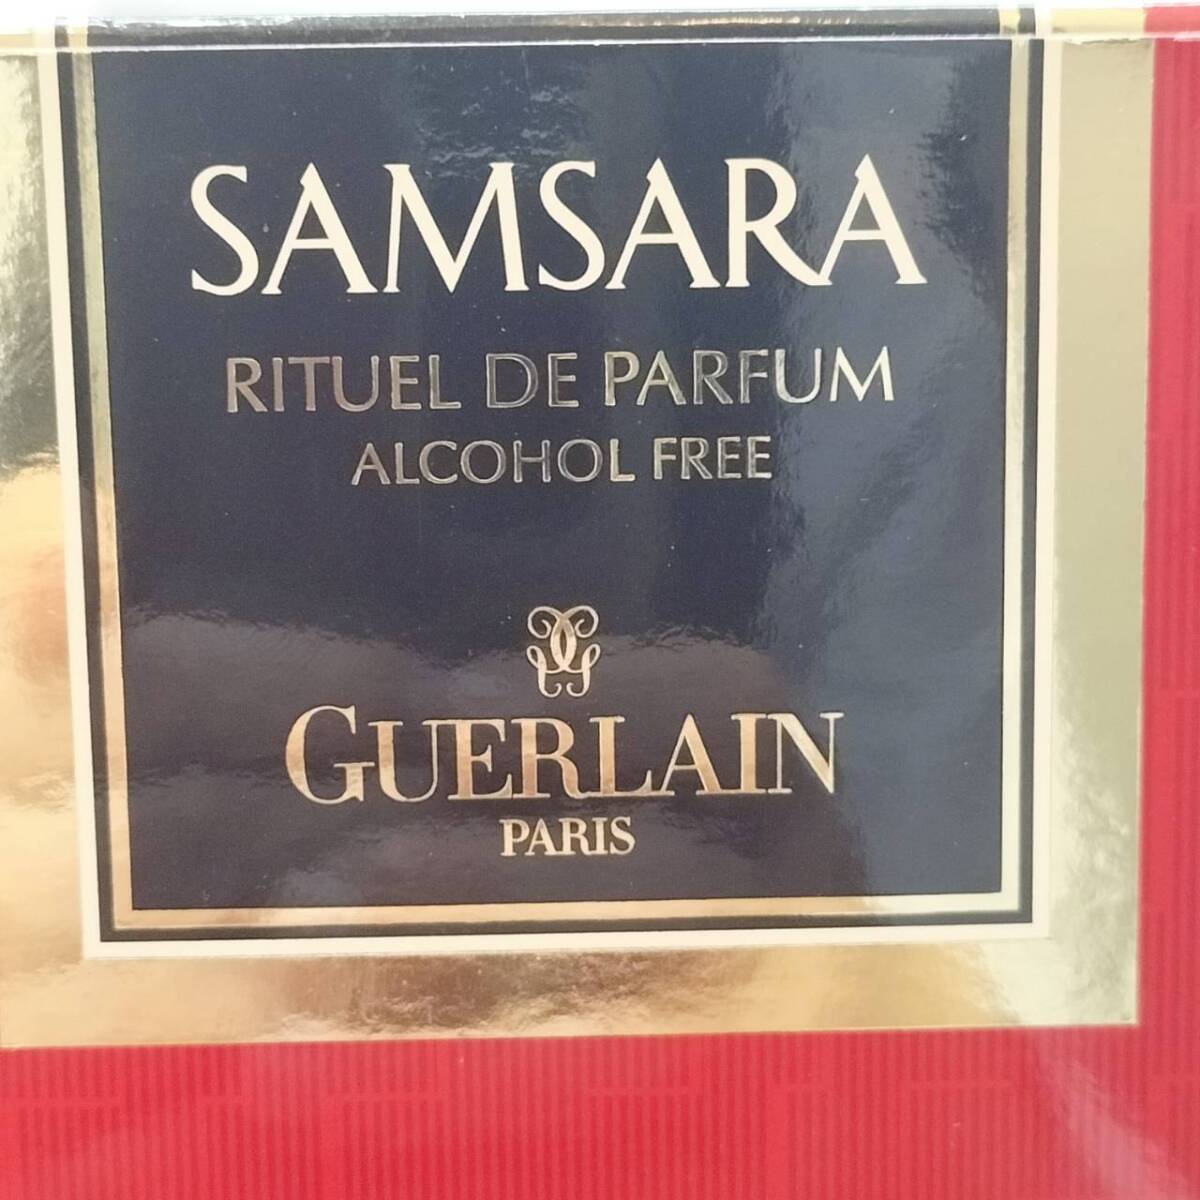 SAMSARA
RITUEL DE PARFUM
ALCOHOL FREE
GUERLAIN
PARIS